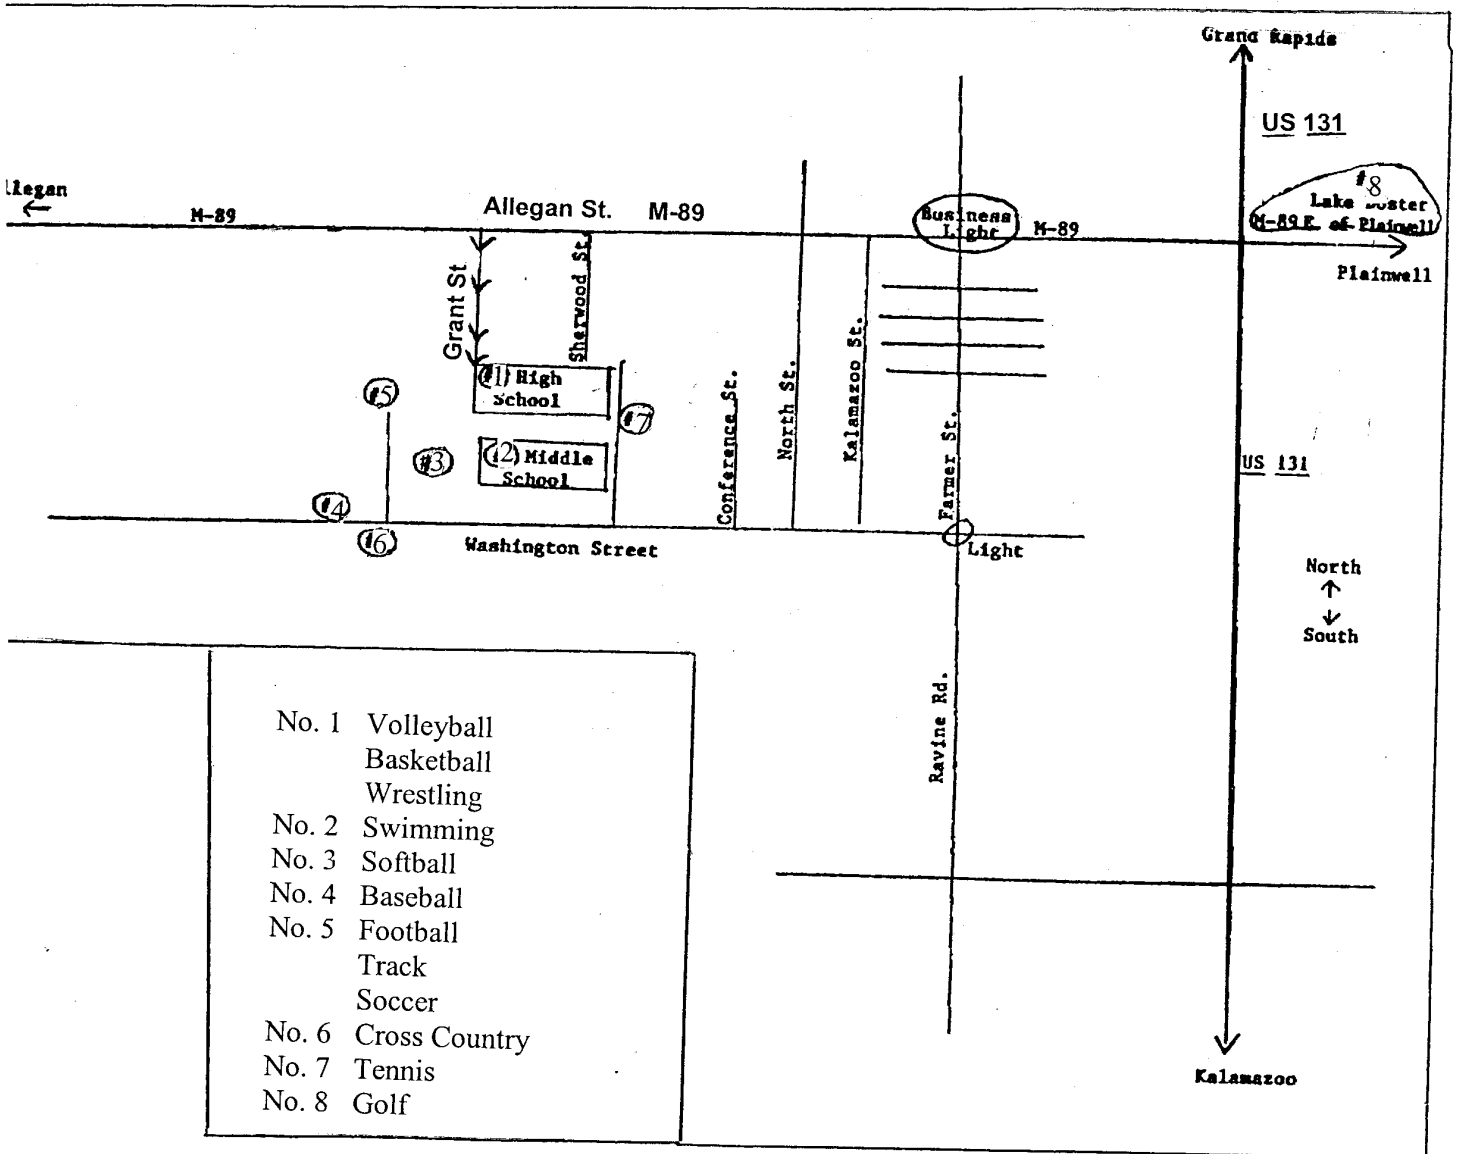 Grand Rapids
US 131
#8
Lake
M-89 E. of Plainwell
llegan
M-89
Allegan St. M-89
Business
Light
M-89
Plainwell
Grant St
Sherwood St.
#1 High
School
#5
#7
#3
#2 Middle
School
#4
#6
Conference St.
North St.
Kalamazoo St.
Farmer St.
US 131
Washington Street
Light
North
South
Ravine Rd.
Kalamazoo
No. 1 Volleyball
Basketball
Wrestling
No. 2 Swimming
No. 3 Softball
No. 4 Baseball
No. 5 Football
Track
Soccer
No. 6 Cross Country
No. 7 Tennis
No. 8 Golf